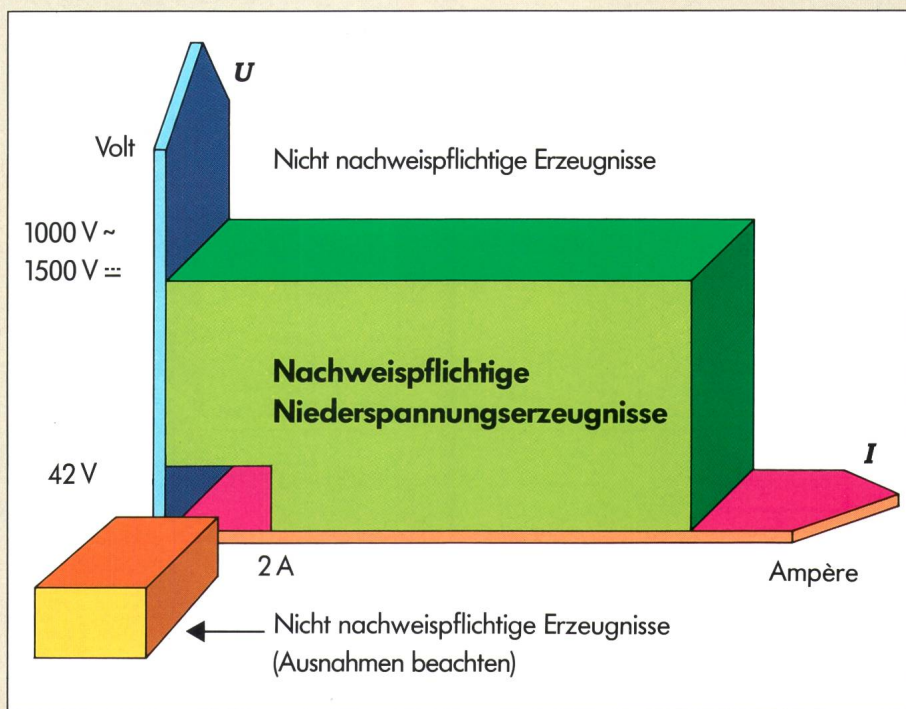 U
Volt
Nicht nachweispflichtige Erzeugnisse
1000 V ~
1500 V ⎓
Nachweispflichtige
Niederspannungserzeugnisse
42 V
I
2 A
Ampère
Nicht nachweispflichtige Erzeugnisse
(Ausnahmen beachten)